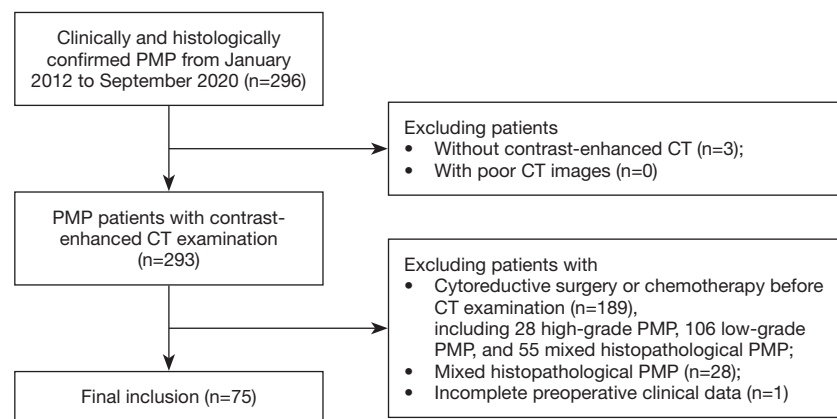 Clinically and histologically
confirmed PMP from January
2012 to September 2020 (n=296)
Excluding patients
• Without contrast-enhanced CT (n=3);
• With poor CT images (n=0)
PMP patients with contrast-
enhanced CT examination
(n=293)
Excluding patients with
• Cytoreductive surgery or chemotherapy before
CT examination (n=189),
including 28 high-grade PMP, 106 low-grade
PMP, and 55 mixed histopathological PMP;
• Mixed histopathological PMP (n=28);
• Incomplete preoperative clinical data (n=1)
Final inclusion (n=75)